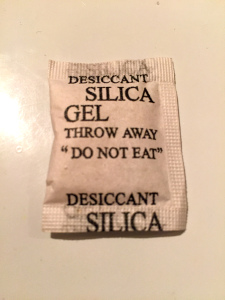 DESICCANT
SILICA
GEL
THROW AWAY
"DO NOT EAT"
DESICCANT
SILICA